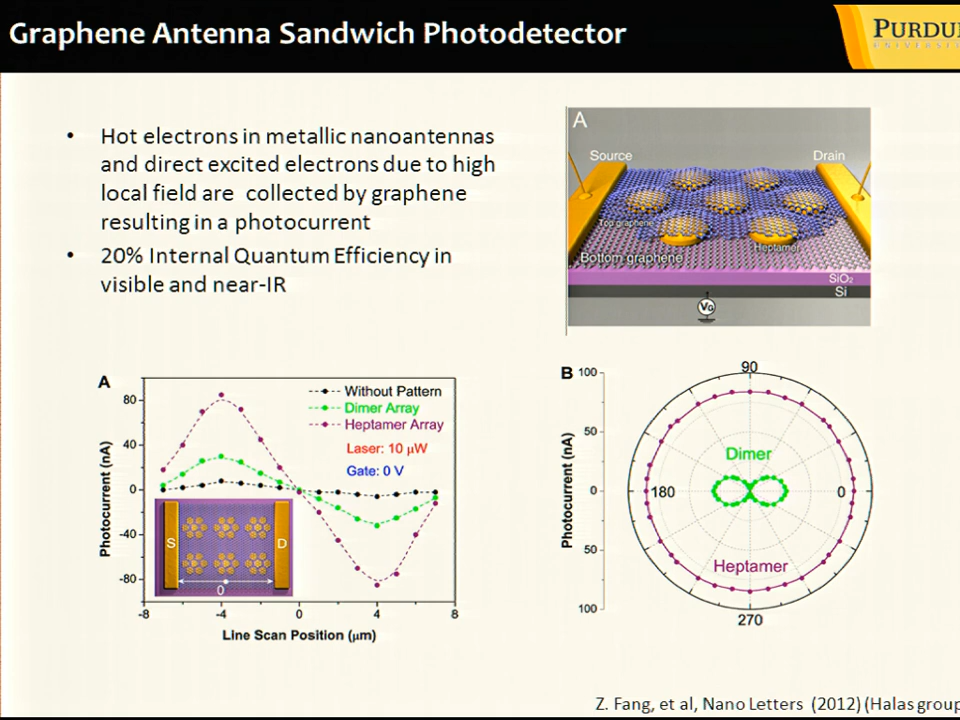 Graphene Antenna Sandwich Photodetector
PURDU
UNIVERSIT
• Hot electrons in metallic nanoantennas
and direct excited electrons due to high
local field are collected by graphene
resulting in a photocurrent
• 20% Internal Quantum Efficiency in
visible and near-IR
A
Source
Drain
Top graphene
Heptamer
Bottom graphene
SiO₂
Si
VG
A
Photocurrent (nA)
80
40
0
-40
-80
Without Pattern
Dimer Array
Heptamer Array
Laser: 10 μW
Gate: 0 V
S
D
0
-8 -4 0 4 8
Line Scan Position (μm)
B
Photocurrent (nA)
100
50
0
50
100
90
Dimer
180
0
Heptamer
270
Z. Fang, et al, Nano Letters (2012) (Halas group